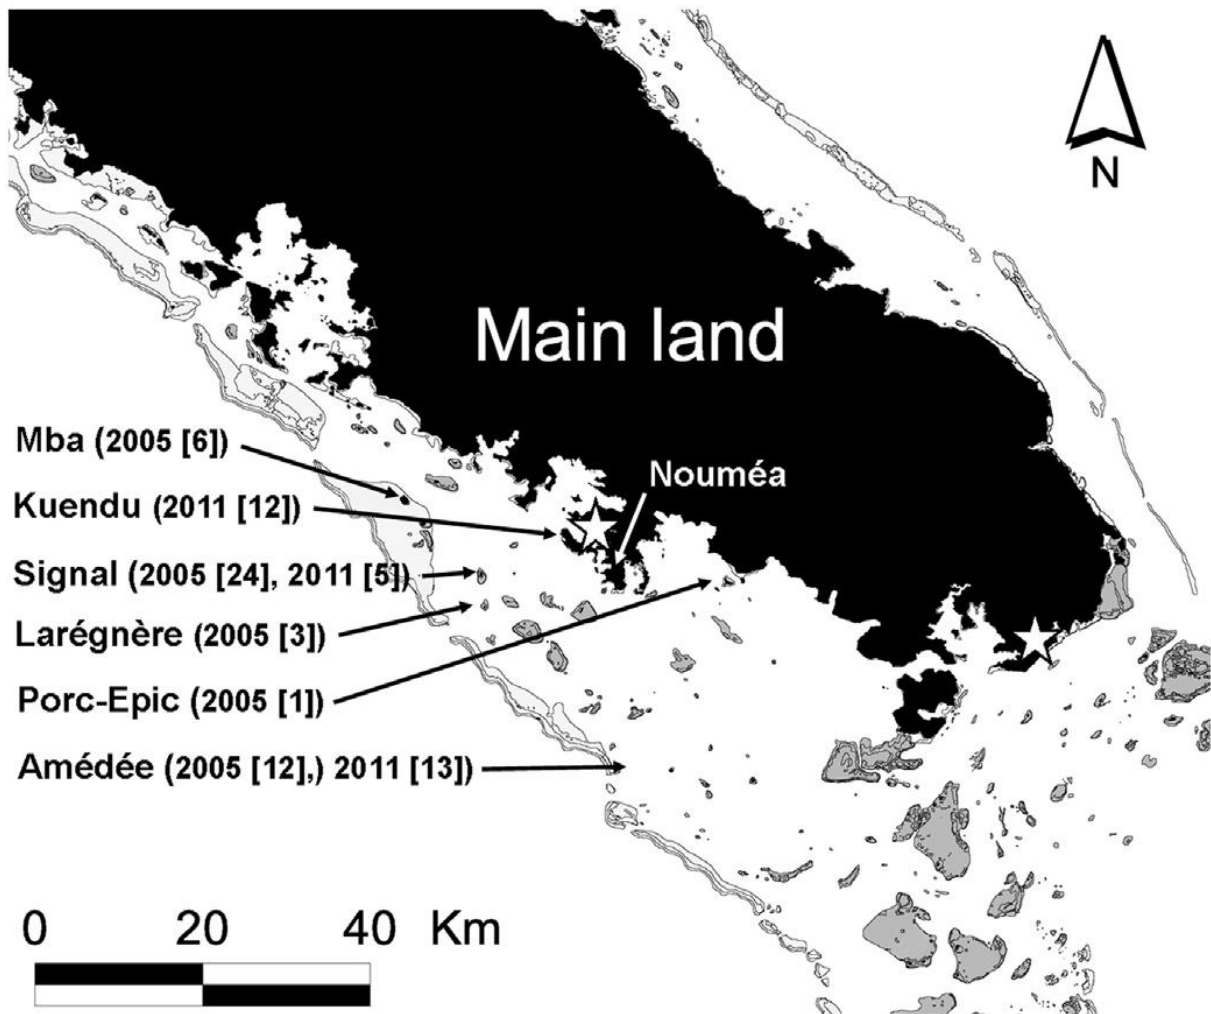 N
Main land
Mba (2005 [6])
Nouméa
Kuendu (2011 [12])
Signal (2005 [24], 2011 [5])
Larégnère (2005 [3])
Porc-Epic (2005 [1])
Amédée (2005 [12],) 2011 [13])
0 20 40 Km